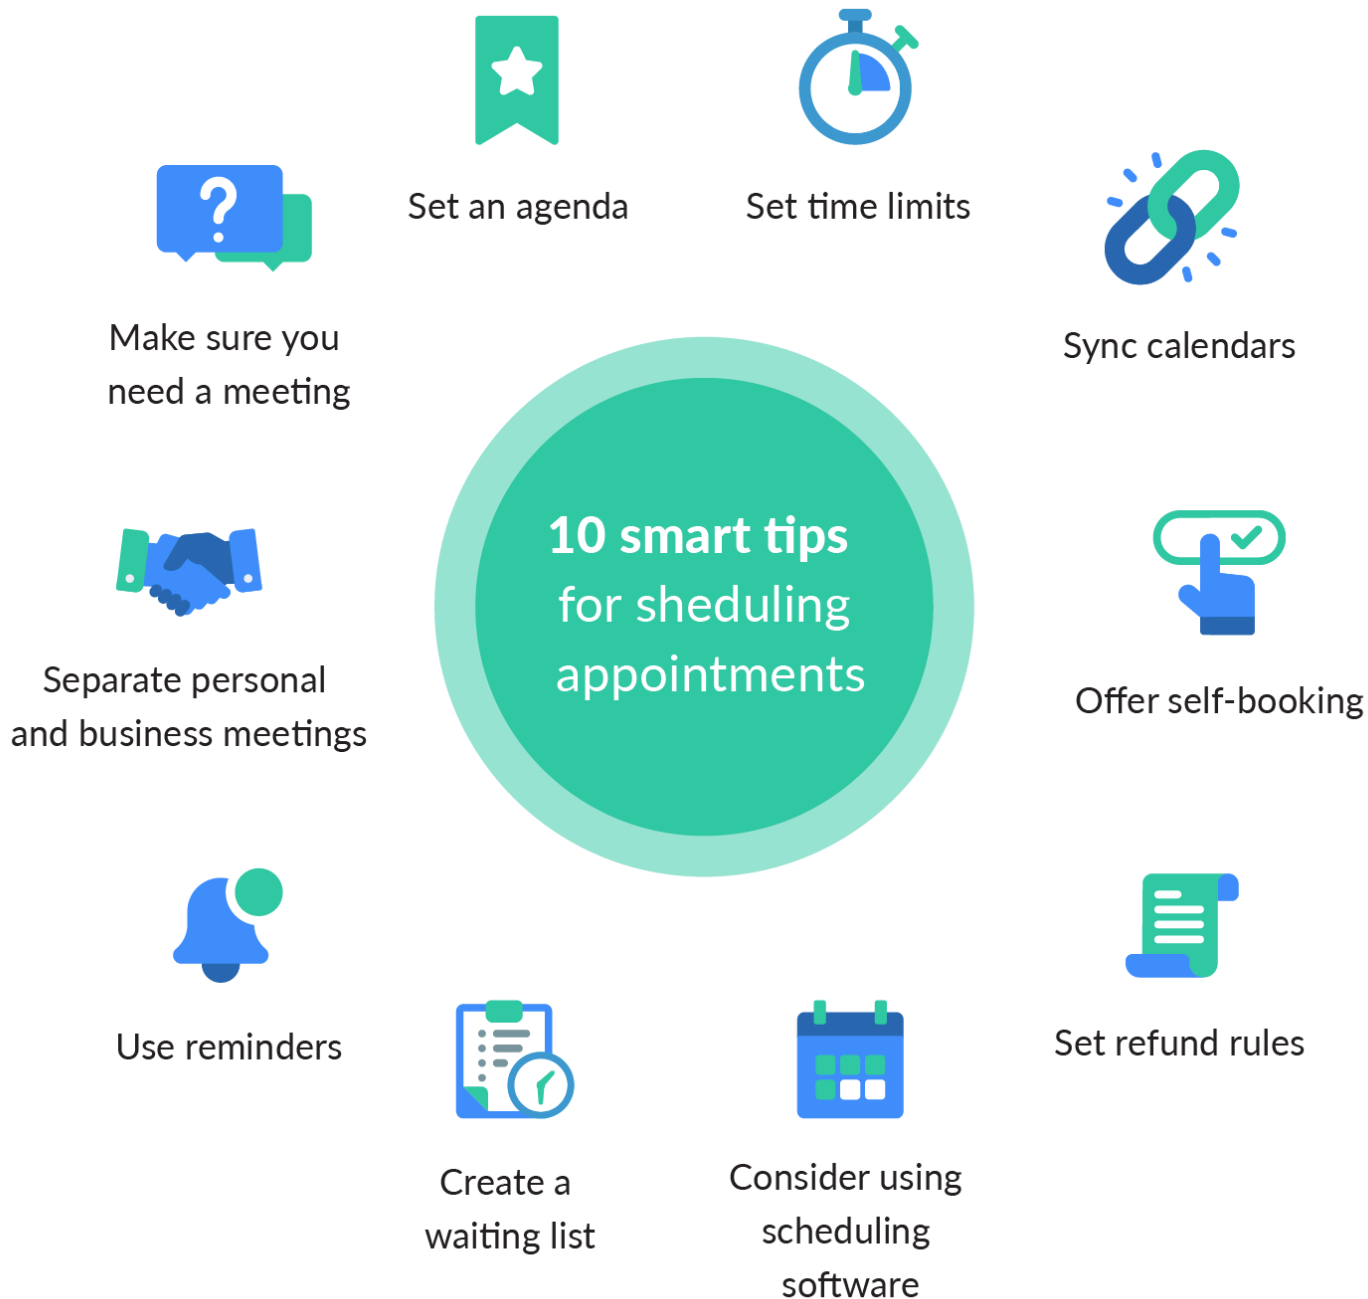 Set an agenda
Set time limits
Make sure you
need a meeting
Sync calendars
10 smart tips
for sheduling
appointments
Separate personal
and business meetings
Offer self-booking
Use reminders
Set refund rules
Create a
waiting list
Consider using
scheduling
software